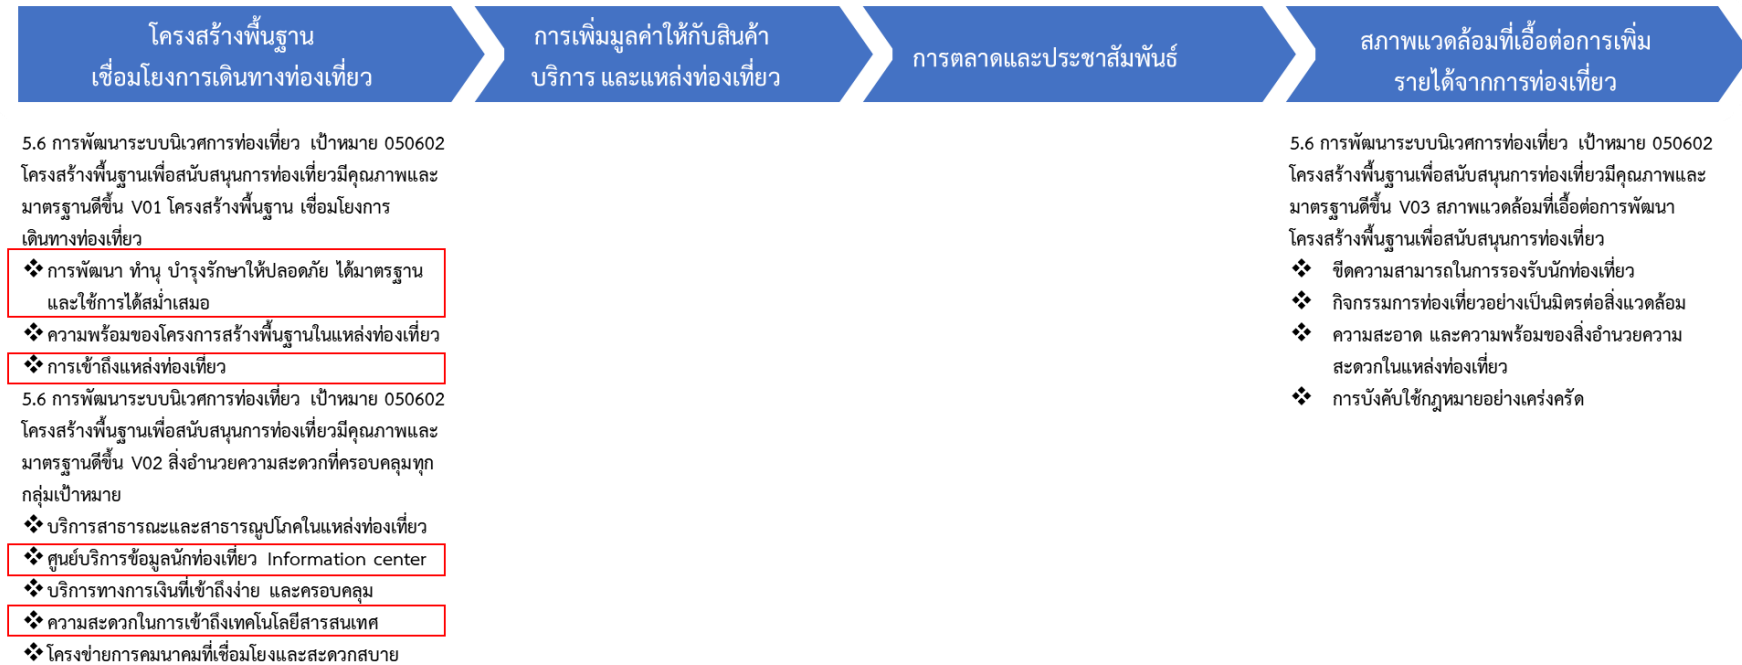 โครงสร้างพื้นฐาน
เชื่อมโยงการเดินทางท่องเที่ยว
การเพิ่มมูลค่าให้กับสินค้า
บริการ และแหล่งท่องเที่ยว
การตลาดและประชาสัมพันธ์
สภาพแวดล้อมที่เอื้อต่อการเพิ่ม
รายได้จากการท่องเที่ยว
5.6 การพัฒนาระบบนิเวศการท่องเที่ยว เป้าหมาย 050602
โครงสร้างพื้นฐานเพื่อสนับสนุนการท่องเที่ยวมีคุณภาพและ
มาตรฐานดีขึ้น V01 โครงสร้างพื้นฐาน เชื่อมโยงการ
เดินทางท่องเที่ยว
❖ การพัฒนา ทำนุ บำรุงรักษาให้ปลอดภัย ได้มาตรฐาน
และใช้การได้สม่ำเสมอ
❖ ความพร้อมของโครงการสร้างพื้นฐานในแหล่งท่องเที่ยว
❖ การเข้าถึงแหล่งท่องเที่ยว
5.6 การพัฒนาระบบนิเวศการท่องเที่ยว เป้าหมาย 050602
โครงสร้างพื้นฐานเพื่อสนับสนุนการท่องเที่ยวมีคุณภาพและ
มาตรฐานดีขึ้น V02 สิ่งอำนวยความสะดวกที่ครอบคลุมทุก
กลุ่มเป้าหมาย
❖ บริการสาธารณะและสาธารณูปโภคในแหล่งท่องเที่ยว
❖ ศูนย์บริการข้อมูลนักท่องเที่ยว Information center
❖ บริการทางการเงินที่เข้าถึงง่าย และครอบคลุม
❖ ความสะดวกในการเข้าถึงเทคโนโลยีสารสนเทศ
❖ โครงข่ายการคมนาคมที่เชื่อมโยงและสะดวกสบาย
5.6 การพัฒนาระบบนิเวศการท่องเที่ยว เป้าหมาย 050602
โครงสร้างพื้นฐานเพื่อสนับสนุนการท่องเที่ยวมีคุณภาพและ
มาตรฐานดีขึ้น V03 สภาพแวดล้อมที่เอื้อต่อการพัฒนา
โครงสร้างพื้นฐานเพื่อสนับสนุนการท่องเที่ยว
❖ ขีดความสามารถในการรองรับนักท่องเที่ยว
❖ กิจกรรมการท่องเที่ยวอย่างเป็นมิตรต่อสิ่งแวดล้อม
❖ ความสะอาด และความพร้อมของสิ่งอำนวยความ
สะดวกในแหล่งท่องเที่ยว
❖ การบังคับใช้กฎหมายอย่างเคร่งครัด